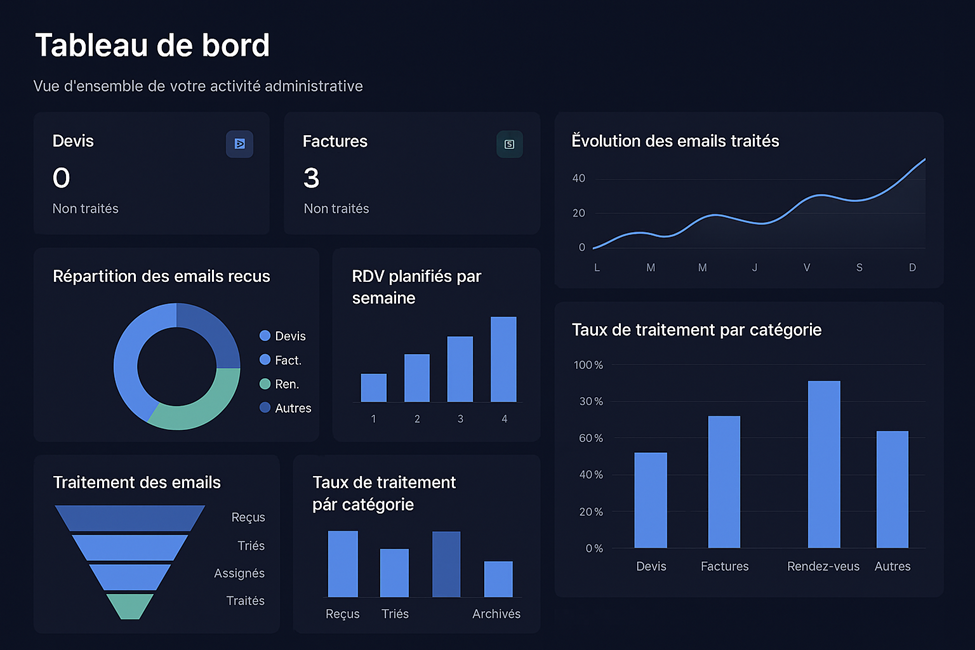 Tableau de bord
Vue d'ensemble de votre activité administrative
Devis
0
Non traités
Factures
3
Non traités
Ĕvolution des emails traités
40
20
0
L M M J V S D
Répartition des emails recus
Devis
Fact.
Ren.
Autres
RDV planifiés par
semaine
1 2 3 4
Taux de traitement par catégorie
100 %
30 %
60 %
40 %
20 %
0 %
Devis Factures Rendez-veus Autres
Traitement des emails
Reçus
Triés
Assignés
Traités
Taux de traitement
pár catégorie
Reçus Triés Archivés